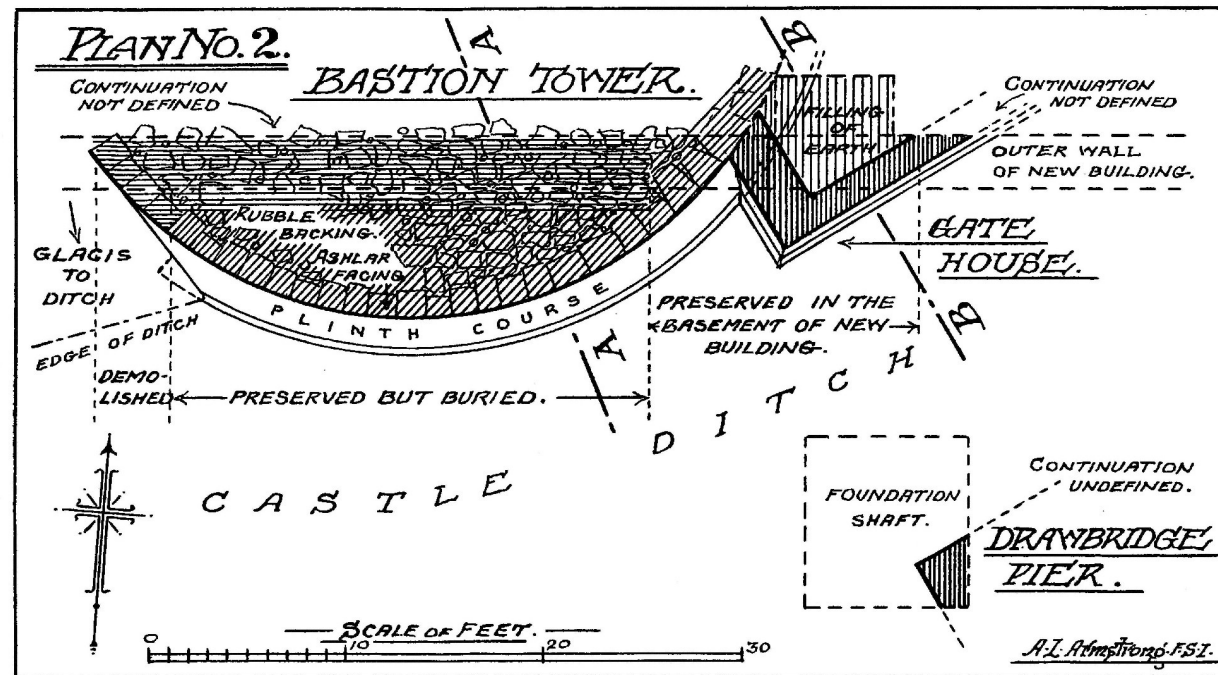 PLAN NO. 2.
BASTION TOWER.
A
B
CONTINUATION
NOT DEFINED
CONTINUATION
NOT DEFINED
FILLING
OF
EARTH
OUTER WALL
OF NEW BUILDING.
RUBBLE
BACKING.
ASHLAR
FACING
GLACIS
TO
DITCH
GATE
HOUSE.
PLINTH COURSE
EDGE OF DITCH
PRESERVED IN THE
BASEMENT OF NEW
BUILDING.
A
B
DEMO-
LISHED
PRESERVED BUT BURIED.
CASTLE DITCH
FOUNDATION
SHAFT.
CONTINUATION
UNDEFINED.
DRAWBRIDGE
PIER.
SCALE OF FEET.
0 10 20 30
A.L. Armstrong. F.S.I.